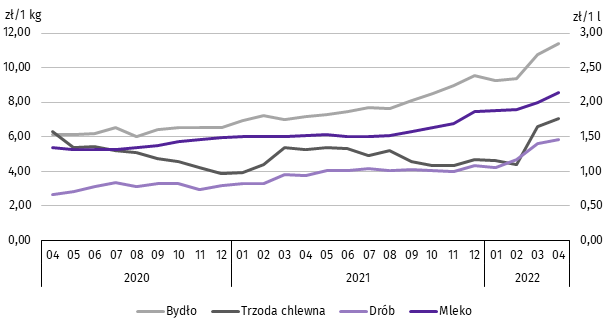 zł/1 kg zł/1 l
12,00 3,00
10,00 2,50
8,00 2,00
6,00 1,50
4,00 1,00
2,00 0,50
0,00 0,00
04 05 06 07 08 09 10 11 12 01 02 03 04 05 06 07 08 09 10 11 12 01 02 03 04
2020 2021 2022
Bydło Trzoda chlewna Drób Mleko